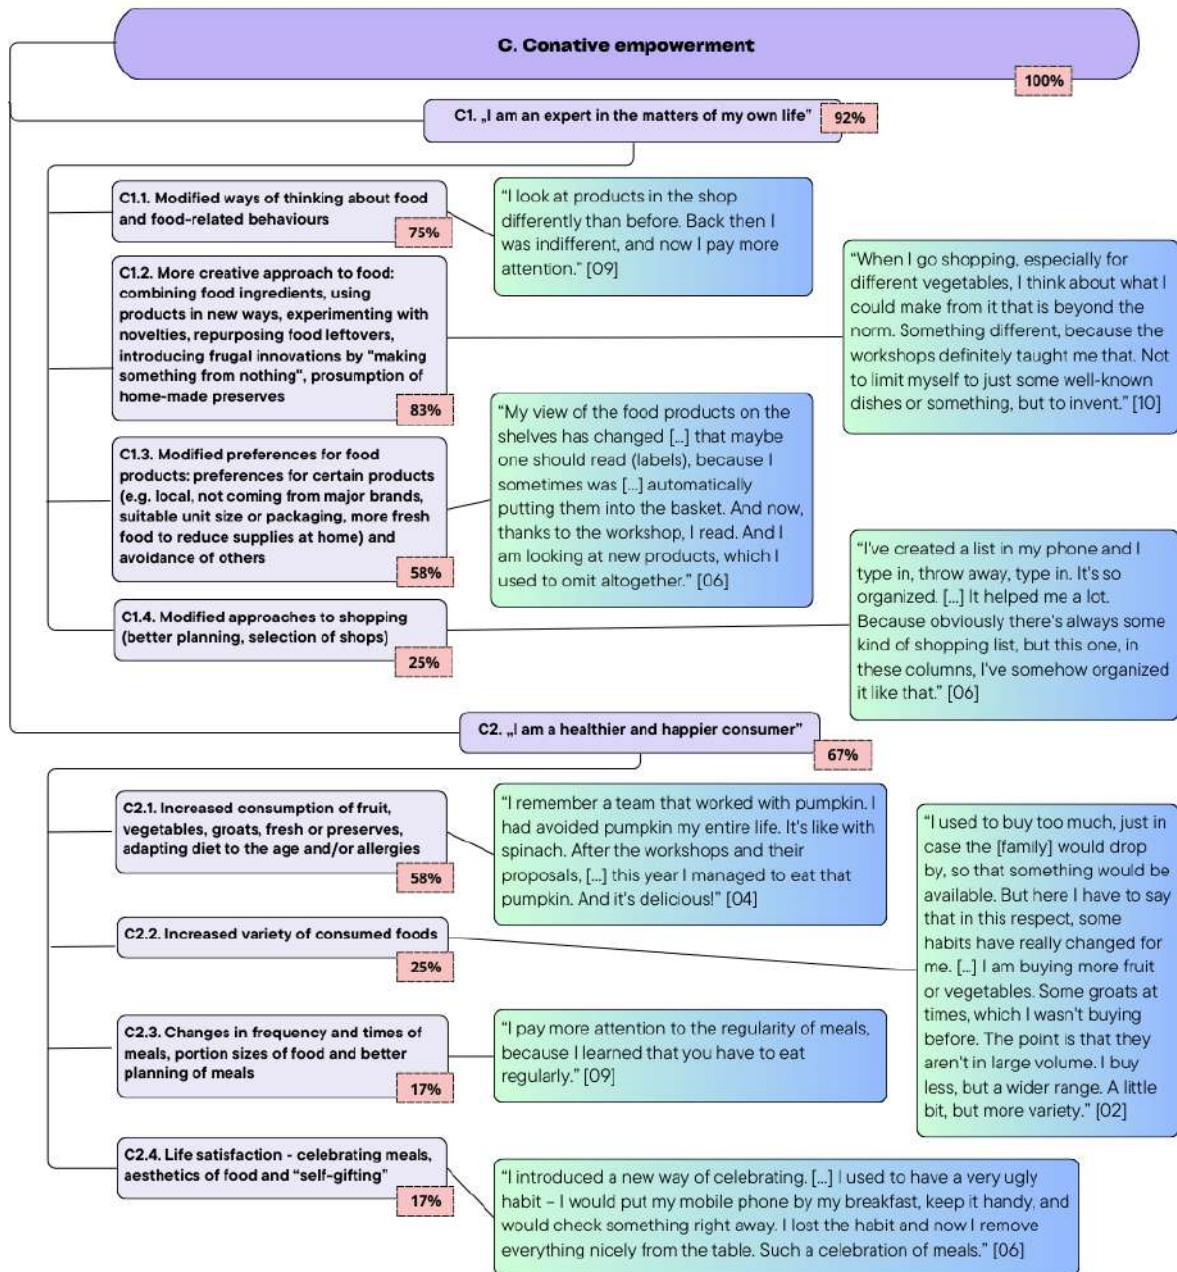 C. Conative empowerment
100%
C1. „I am an expert in the matters of my own life”
92%
C1.1. Modified ways of thinking about food
and food-related behaviours
75%
“I look at products in the shop
differently than before. Back then I
was indifferent, and now I pay more
attention.” [09]
C1.2. More creative approach to food:
combining food ingredients, using
products in new ways, experimenting with
novelties, repurposing food leftovers,
introducing frugal innovations by "making
something from nothing", prosumption of
home-made preserves
83%
“When I go shopping, especially for
different vegetables, I think about what I
could make from it that is beyond the
norm. Something different, because the
workshops definitely taught me that. Not
to limit myself to just some well-known
dishes or something, but to invent.” [10]
C1.3. Modified preferences for food
products: preferences for certain products
(e.g. local, not coming from major brands,
suitable unit size or packaging, more fresh
food to reduce supplies at home) and
avoidance of others
58%
“My view of the food products on the
shelves has changed [...] that maybe
one should read (labels), because I
sometimes was [...] automatically
putting them into the basket. And now,
thanks to the workshop, I read. And I
am looking at new products, which I
used to omit altogether.” [06]
C1.4. Modified approaches to shopping
(better planning, selection of shops)
25%
“I've created a list in my phone and I
type in, throw away, type in. It's so
organized. [...] It helped me a lot.
Because obviously there's always some
kind of shopping list, but this one, in
these columns, I've somehow organized
it like that.” [06]
C2. „I am a healthier and happier consumer”
67%
C2.1. Increased consumption of fruit,
vegetables, groats, fresh or preserves,
adapting diet to the age and/or allergies
58%
“I remember a team that worked with pumpkin. I
had avoided pumpkin my entire life. It's like with
spinach. After the workshops and their
proposals, [...] this year I managed to eat that
pumpkin. And it's delicious!” [04]
C2.2. Increased variety of consumed foods
25%
“I used to buy too much, just in
case the [family] would drop
by, so that something would be
available. But here I have to say
that in this respect, some
habits have really changed for
me. [...] I am buying more fruit
or vegetables. Some groats at
times, which I wasn't buying
before. The point is that they
aren't in large volume. I buy
less, but a wider range. A little
bit, but more variety.” [02]
C2.3. Changes in frequency and times of
meals, portion sizes of food and better
planning of meals
17%
“I pay more attention to the regularity of meals,
because I learned that you have to eat
regularly.” [09]
C2.4. Life satisfaction - celebrating meals,
aesthetics of food and “self-gifting”
17%
“I introduced a new way of celebrating. [...] I used to have a very ugly
habit – I would put my mobile phone by my breakfast, keep it handy, and
would check something right away. I lost the habit and now I remove
everything nicely from the table. Such a celebration of meals.” [06]